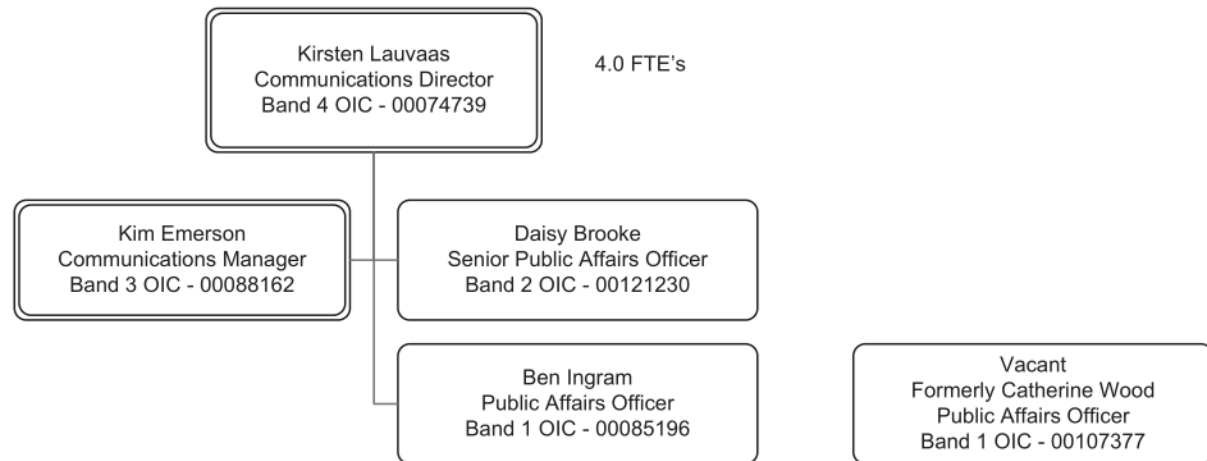 Kirsten Lauvaas
Communications Director
Band 4 OIC - 00074739
4.0 FTE's
Kim Emerson
Communications Manager
Band 3 OIC - 00088162
Daisy Brooke
Senior Public Affairs Officer
Band 2 OIC - 00121230
Ben Ingram
Public Affairs Officer
Band 1 OIC - 00085196
Vacant
Formerly Catherine Wood
Public Affairs Officer
Band 1 OIC - 00107377